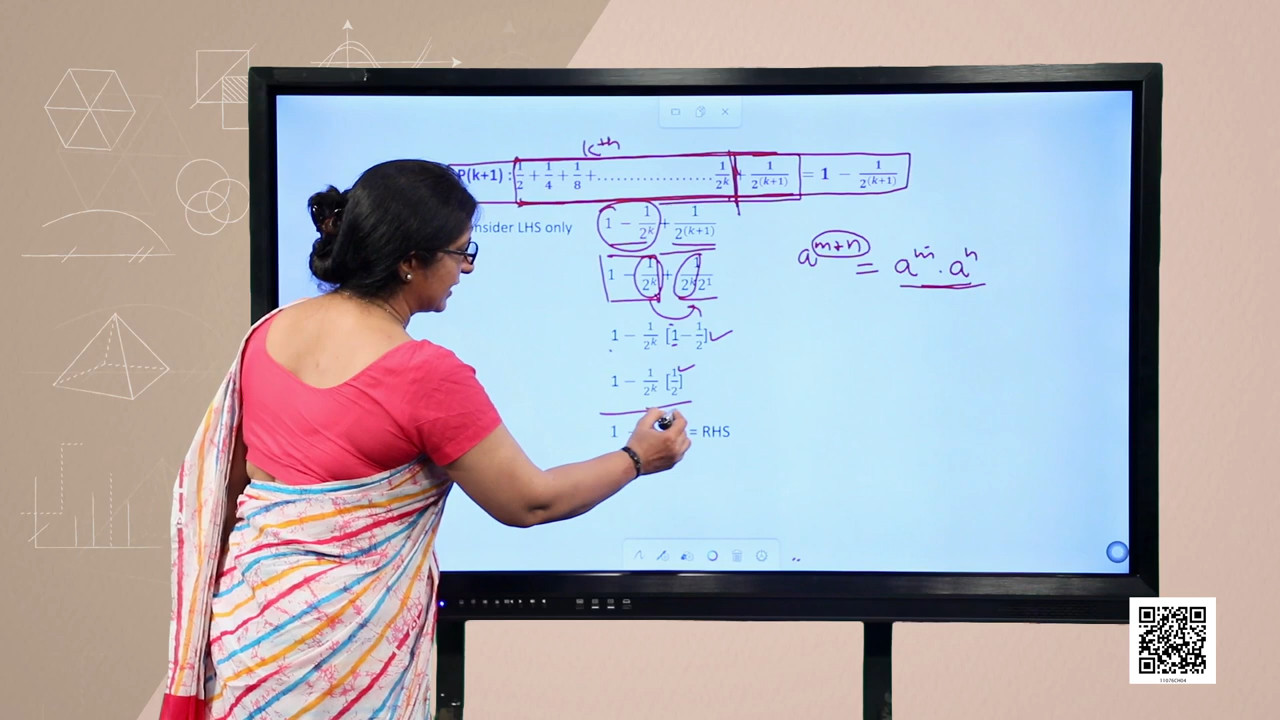 kth
P(k+1) : 1/2 + 1/4 + 1/8 +.................. 1/2^k + 1/2^(k+1) = 1 − 1/2^(k+1)
LHS only 1 − 1/2^k + 1/2^(k+1)
a^(m+n) = a^m . a^n
1 − 1/2^k + 1/2^k 2^1
1 − 1/2^k [1 − 1/2]
1 − 1/2^k [1/2]
1 = RHS
11076CH04